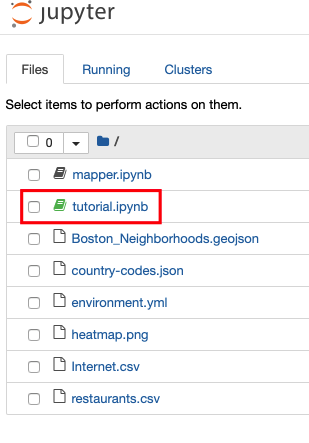 jupyter
Files Running Clusters
Select items to perform actions on them.
0 /
mapper.ipynb
tutorial.ipynb
Boston_Neighborhoods.geojson
country-codes.json
environment.yml
heatmap.png
Internet.csv
restaurants.csv